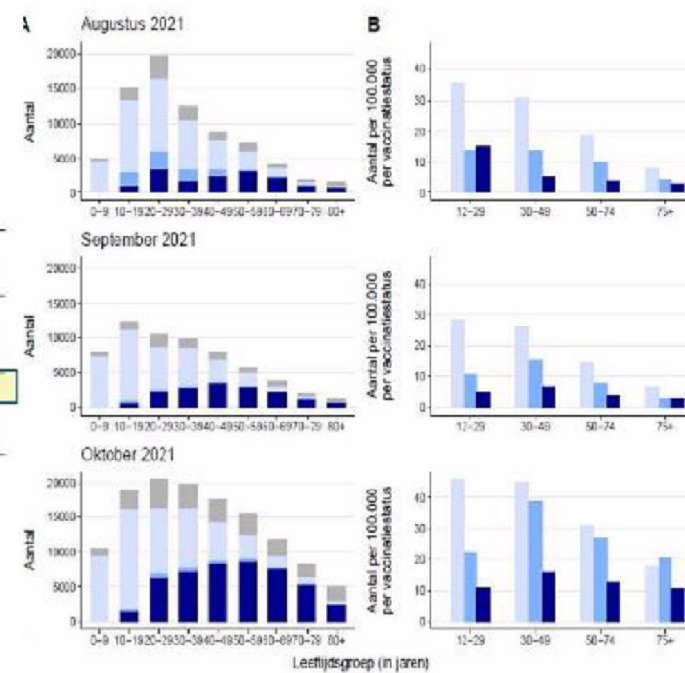 A
Augustus 2021
Aantal
20000
15000
10000
5000
0
0-9 10-19 20-29 30-39 40-49 50-59 60-69 70-79 80+
B
Aantal per 100.000
per vaccinatiestatus
40
30
20
10
0
12-29 30-49 50-74 75+
September 2021
Aantal
20000
15000
10000
5000
0
0-9 10-19 20-29 30-39 40-49 50-59 60-69 70-79 80+
Aantal per 100.000
per vaccinatiestatus
40
30
20
10
0
12-29 30-49 50-74 75+
Oktober 2021
Aantal
20000
15000
10000
5000
0
0-9 10-19 20-29 30-39 40-49 50-59 60-69 70-79 80+
Aantal per 100.000
per vaccinatiestatus
40
30
20
10
0
12-29 30-49 50-74 75+
Leeftijdsgroep (in jaren)